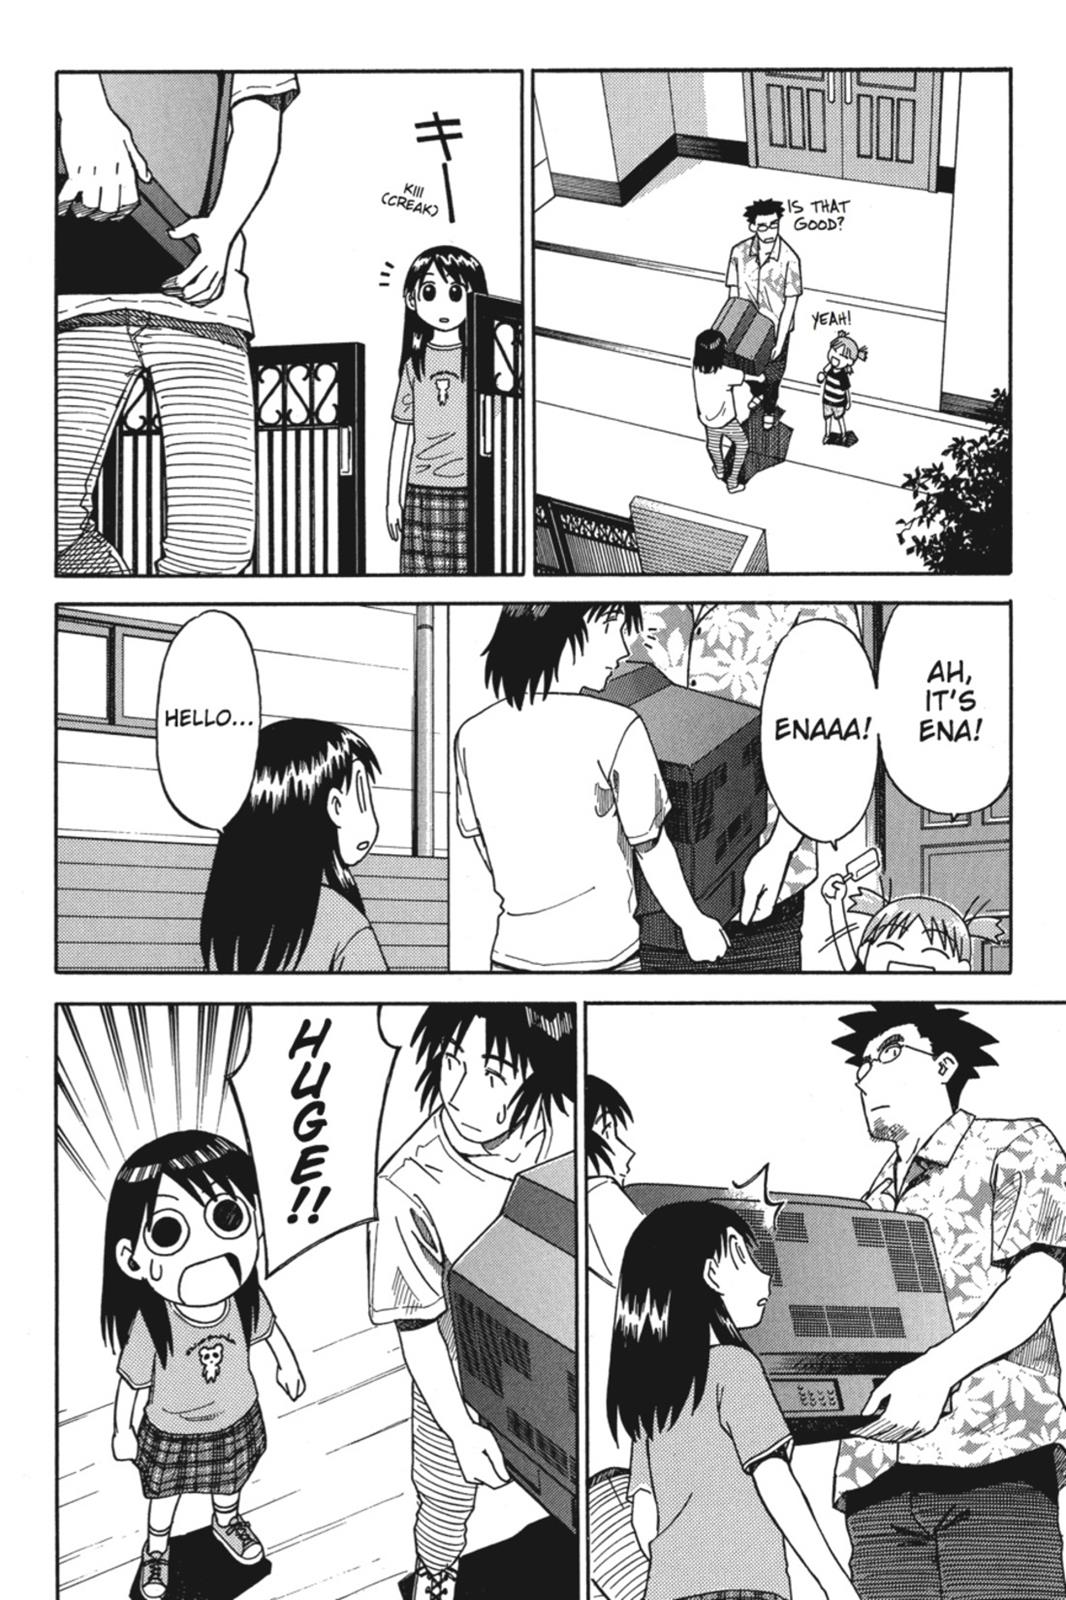 IS THAT
GOOD?
YEAH!
キー
KIII
(CREAK)
AH,
IT'S
ENA!
ENAAA!
HELLO...
HUGE!!